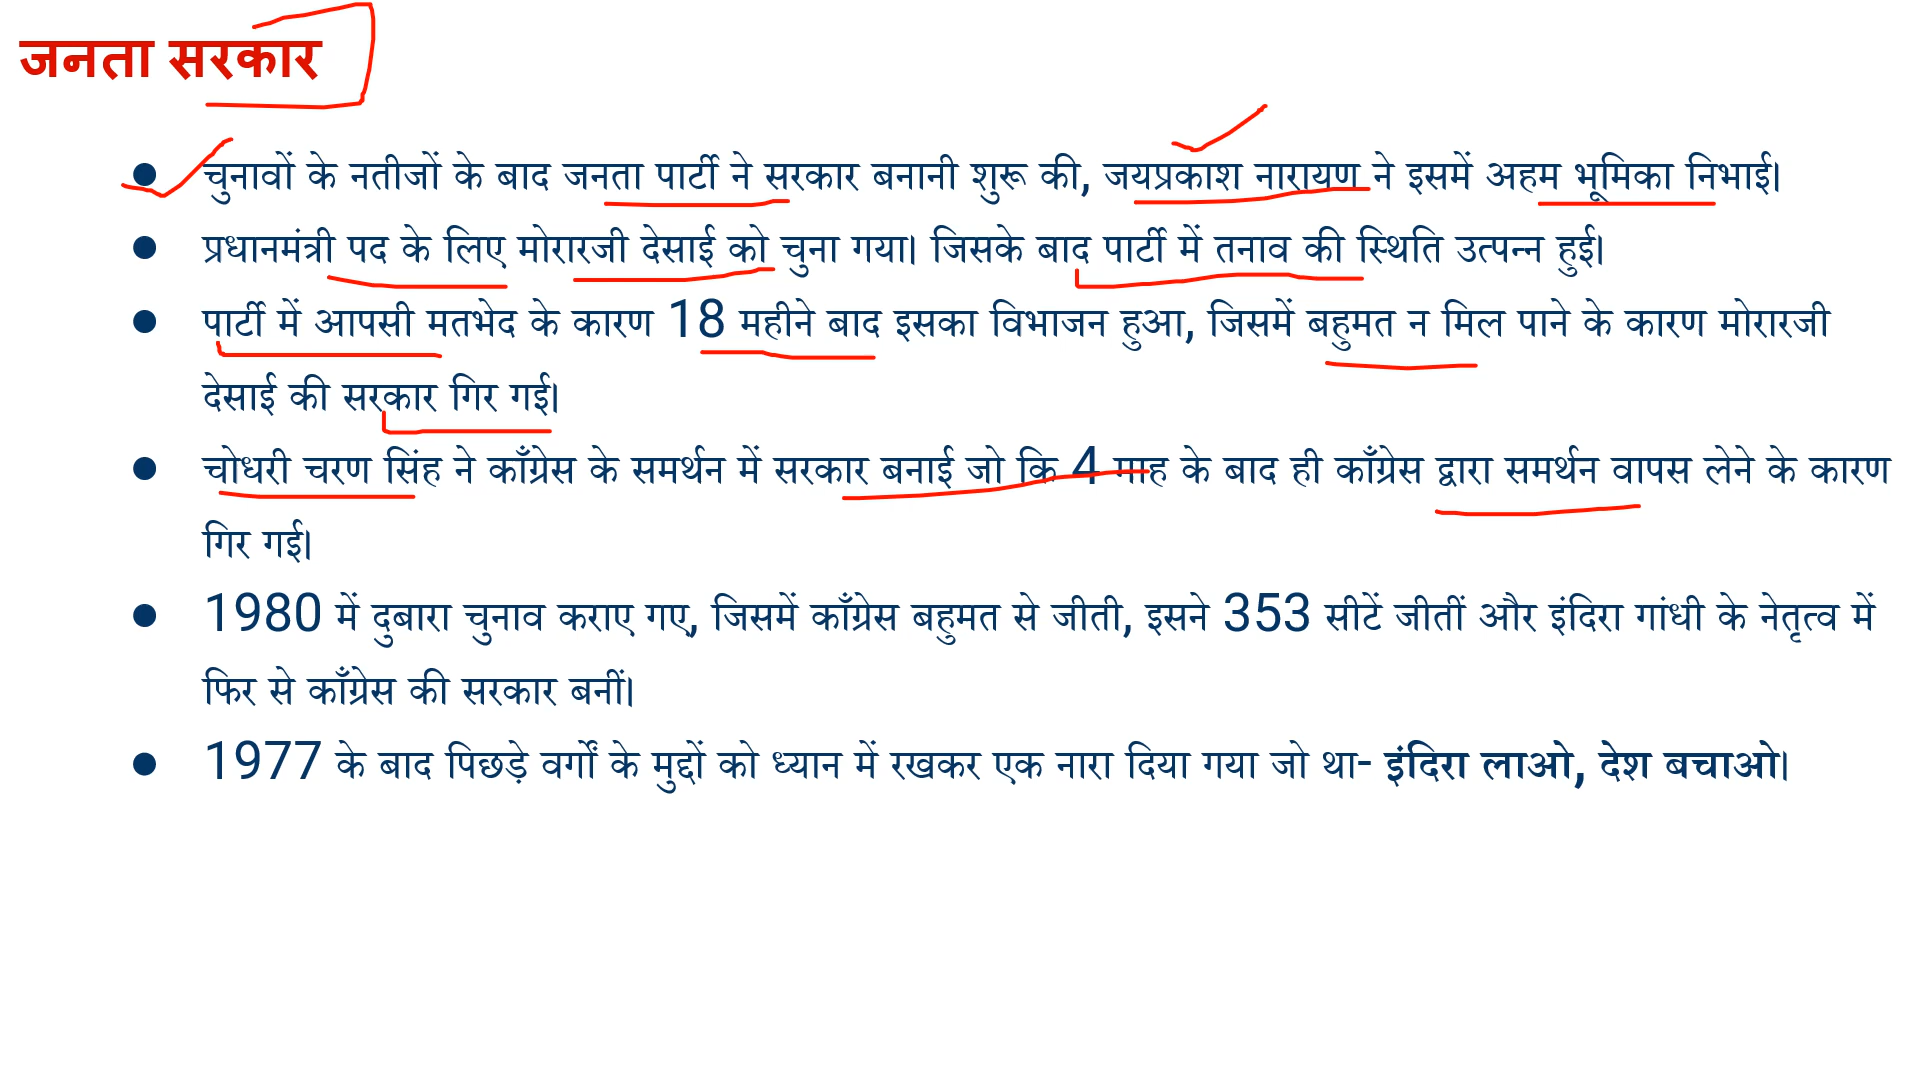 जनता सरकार
● चुनावों के नतीजों के बाद जनता पार्टी ने सरकार बनानी शुरू की, जयप्रकाश नारायण ने इसमें अहम भूमिका निभाई।
● प्रधानमंत्री पद के लिए मोरारजी देसाई को चुना गया। जिसके बाद पार्टी में तनाव की स्थिति उत्पन्न हुई।
● पार्टी में आपसी मतभेद के कारण 18 महीने बाद इसका विभाजन हुआ, जिसमें बहुमत न मिल पाने के कारण मोरारजी
देसाई की सरकार गिर गई।
● चोधरी चरण सिंह ने काँग्रेस के समर्थन में सरकार बनाई जो कि 4 माह के बाद ही काँग्रेस द्वारा समर्थन वापस लेने के कारण
गिर गई।
● 1980 में दुबारा चुनाव कराए गए, जिसमें काँग्रेस बहुमत से जीती, इसने 353 सीटें जीतीं और इंदिरा गांधी के नेतृत्व में
फिर से काँग्रेस की सरकार बनीं।
● 1977 के बाद पिछड़े वर्गों के मुद्दों को ध्यान में रखकर एक नारा दिया गया जो था- इंदिरा लाओ, देश बचाओ।